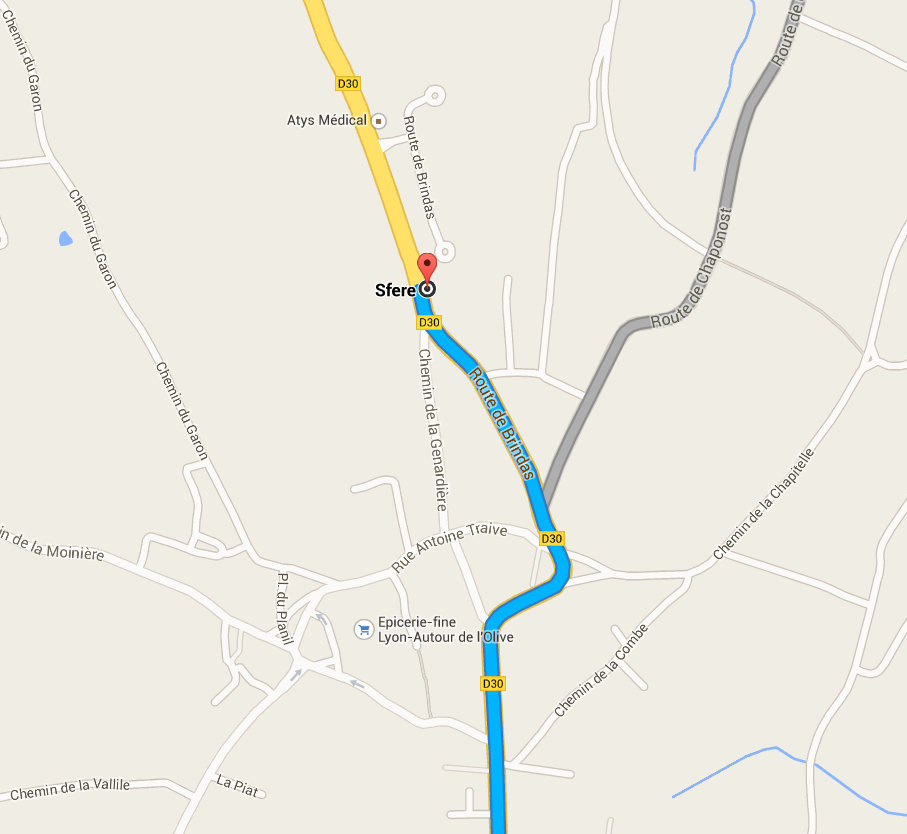 Chemin du Garon
Route de
D30
Atys Médical
Route de Brindas
Chemin du Garon
Route de Chaponost
Sfere
D30
Chemin de la Genardière
Route de Brindas
Chemin du Garon
Chemin de la Chapitelle
in de la Moinière
Rue Antoine Traive
D30
Pl. du Planil
Epicerie-fine
Lyon-Autour de l'Olive
Chemin de la Combe
D30
La Piat
Chemin de la Vallile